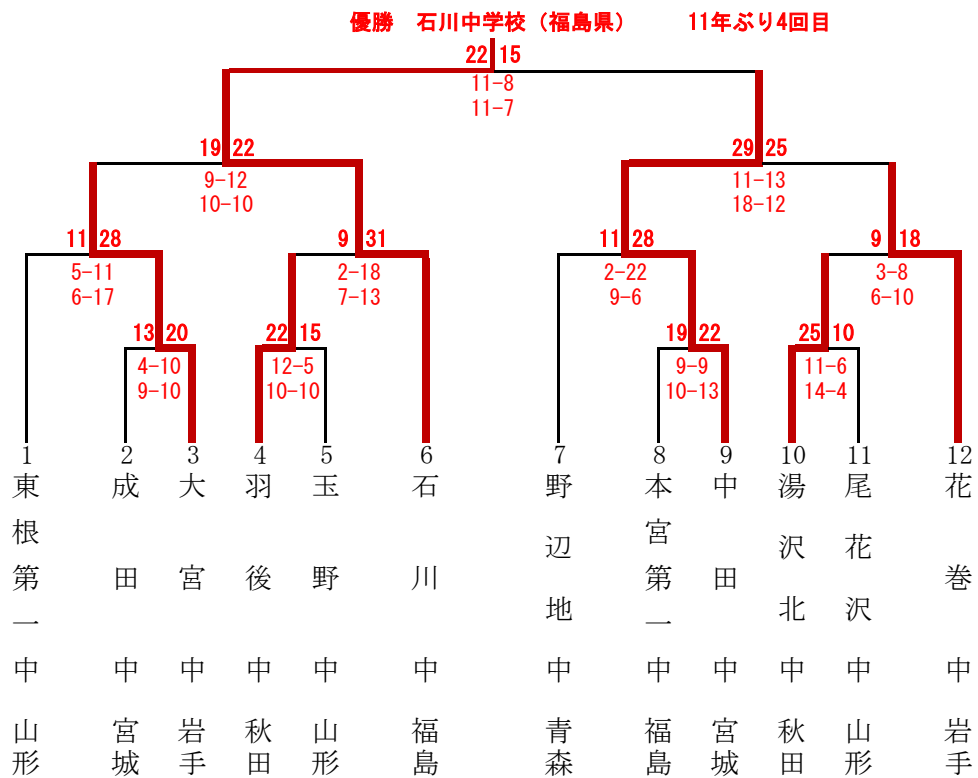 優勝 石川中学校（福島県） 11年ぶり4回目
22 15
11-8
11-7
19 22
9-12
10-10
29 25
11-13
18-12
11 28
5-11
6-17
9 31
2-18
7-13
11 28
2-22
9-6
9 18
3-8
6-10
13 20
4-10
9-10
22 15
12-5
10-10
19 22
9-9
10-13
25 10
11-6
14-4
1 東根第一中 山形
2 成田中 宮城
3 大宮中 岩手
4 羽後中 秋田
5 玉野中 山形
6 石川中 福島
7 野辺地中 青森
8 本宮第一中 福島
9 中田中 宮城
10 湯沢北中 秋田
11 尾花沢中 山形
12 花巻中 岩手